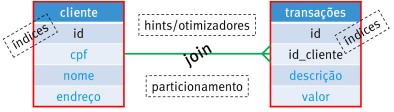 cliente
id
cpf
nome
endreço
índices
hints/otimizadores
join
particionamento
transações
id
id_cliente
descrição
valor
índices